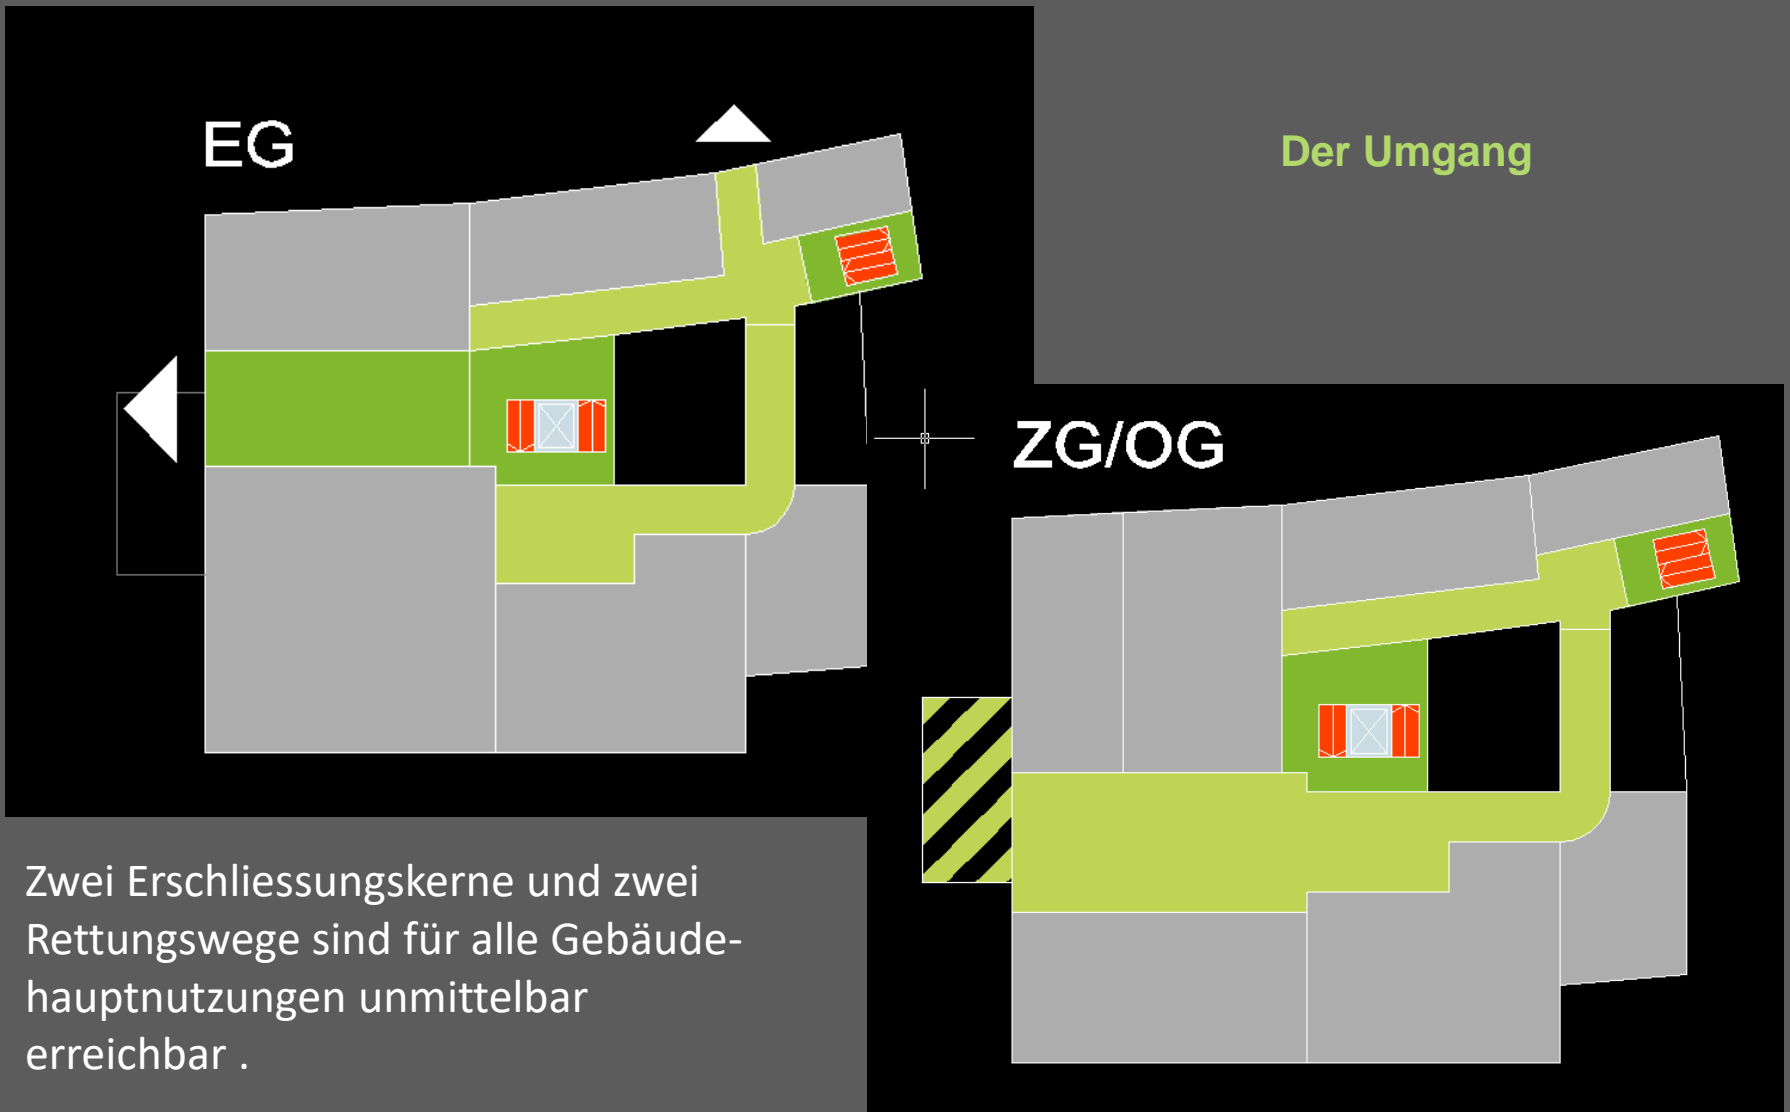 EG
Der Umgang
ZG/OG
Zwei Erschliessungskerne und zwei
Rettungswege sind für alle Gebäude-
hauptnutzungen unmittelbar
erreichbar .